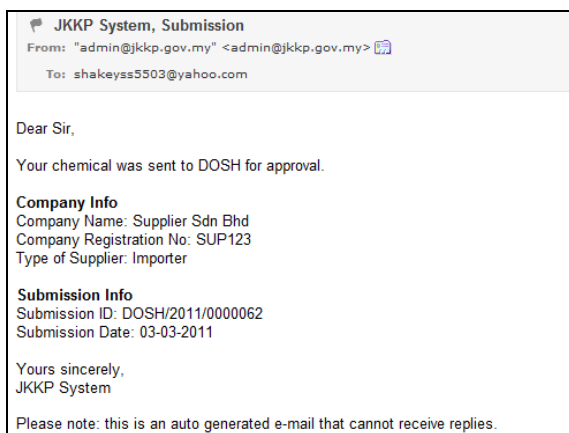 JKKP System, Submission
From: "admin@jkkp.gov.my" <admin@jkkp.gov.my>
To: shakeyss5503@yahoo.com
Dear Sir,
Your chemical was sent to DOSH for approval.
Company Info
Company Name: Supplier Sdn Bhd
Company Registration No: SUP123
Type of Supplier: Importer
Submission Info
Submission ID: DOSH/2011/0000062
Submission Date: 03-03-2011
Yours sincerely,
JKKP System
Please note: this is an auto generated e-mail that cannot receive replies.